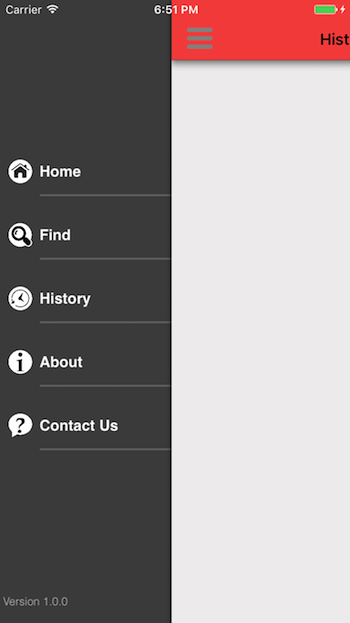 Carrier 6:51 PM
Hist
Home
Find
History
About
Contact Us
Version 1.0.0